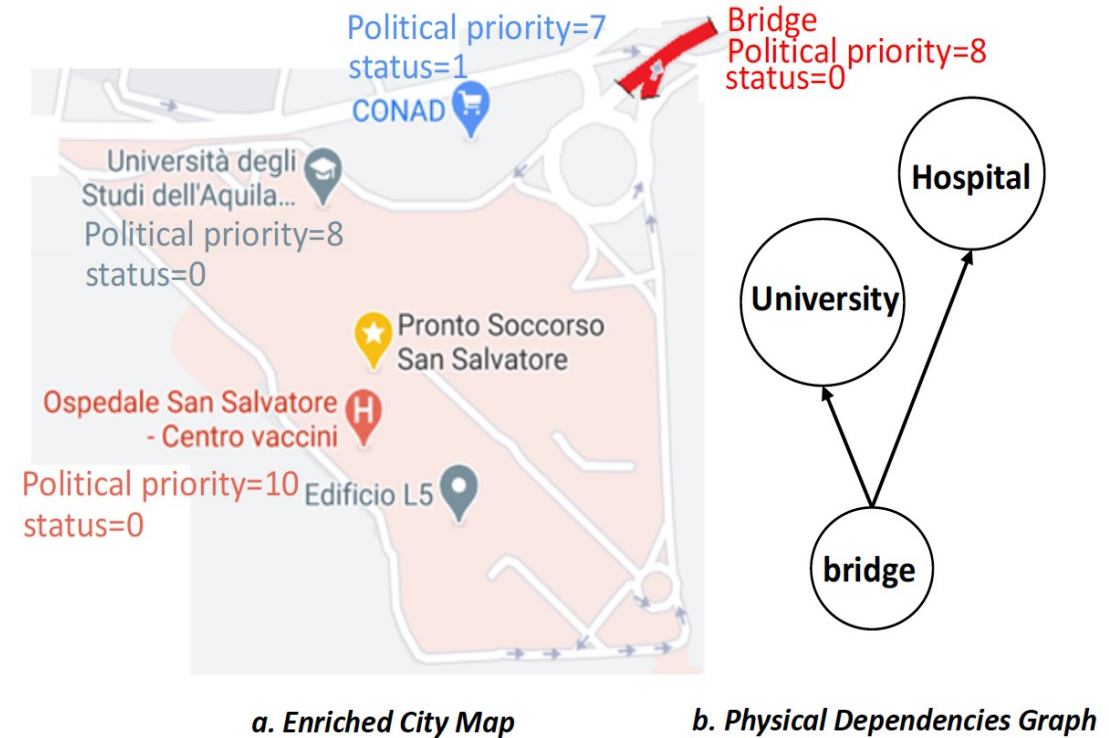 Political priority=7
status=1
CONAD
Bridge
Political priority=8
status=0
Università degli
Studi dell'Aquila...
Political priority=8
status=0
Pronto Soccorso
San Salvatore
Ospedale San Salvatore
- Centro vaccini
H
Political priority=10
status=0
Edificio L5
Hospital
University
bridge
a. Enriched City Map
b. Physical Dependencies Graph